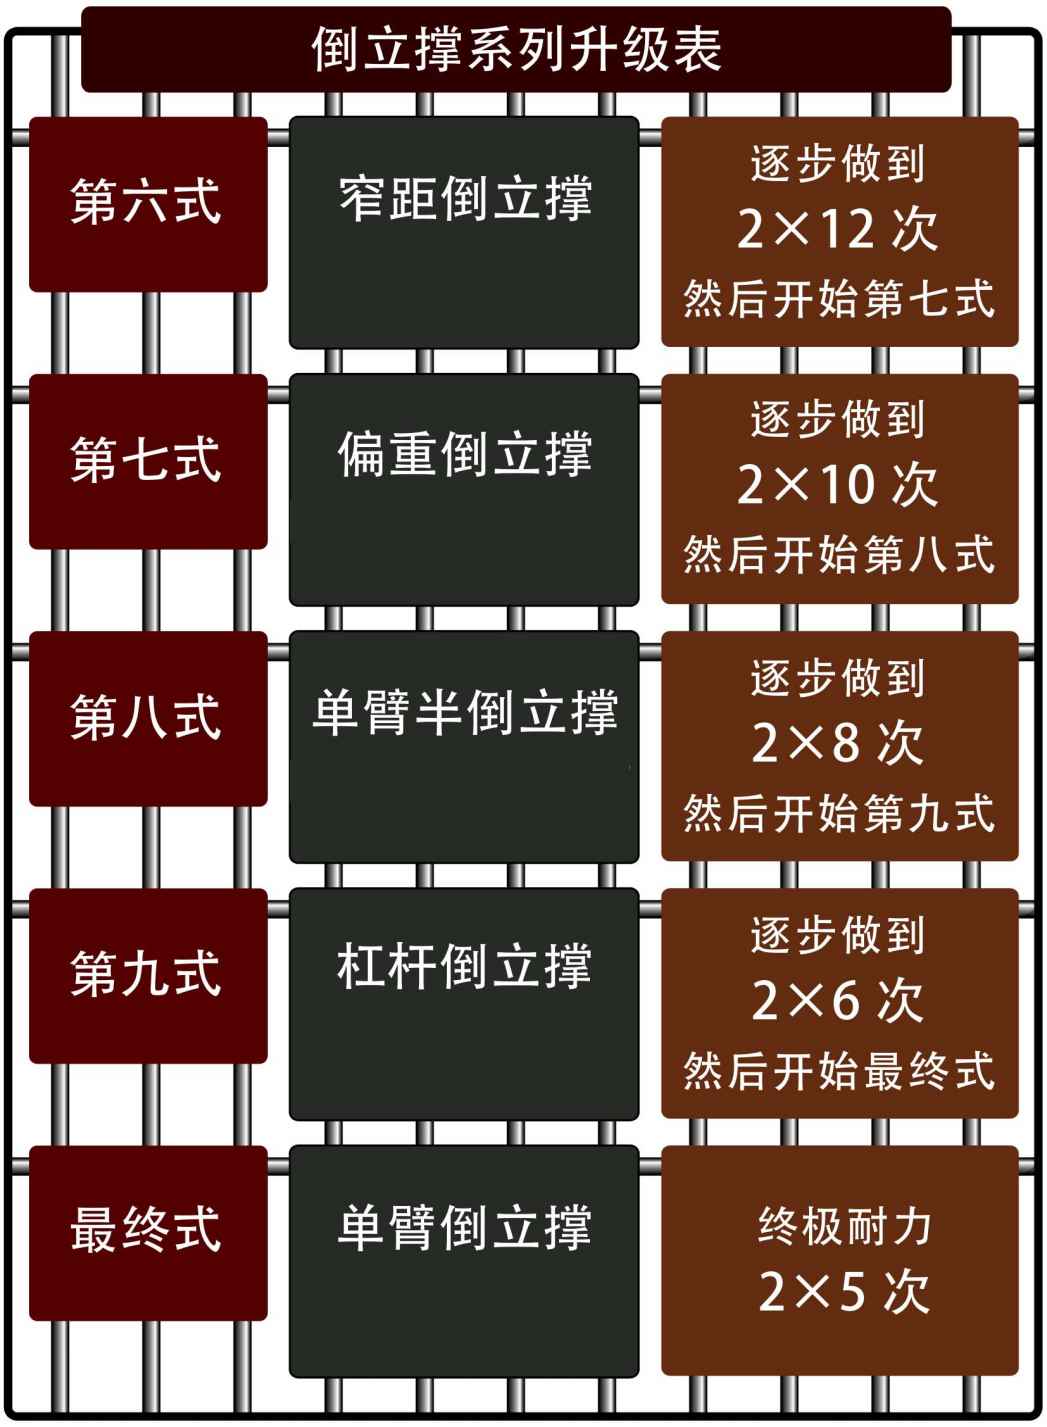 倒立撑系列升级表
第六式
窄距倒立撑
逐步做到
2×12 次
然后开始第七式
第七式
偏重倒立撑
逐步做到
2×10 次
然后开始第八式
第八式
单臂半倒立撑
逐步做到
2×8 次
然后开始第九式
第九式
杠杆倒立撑
逐步做到
2×6 次
然后开始最终式
最终式
单臂倒立撑
终极耐力
2×5 次